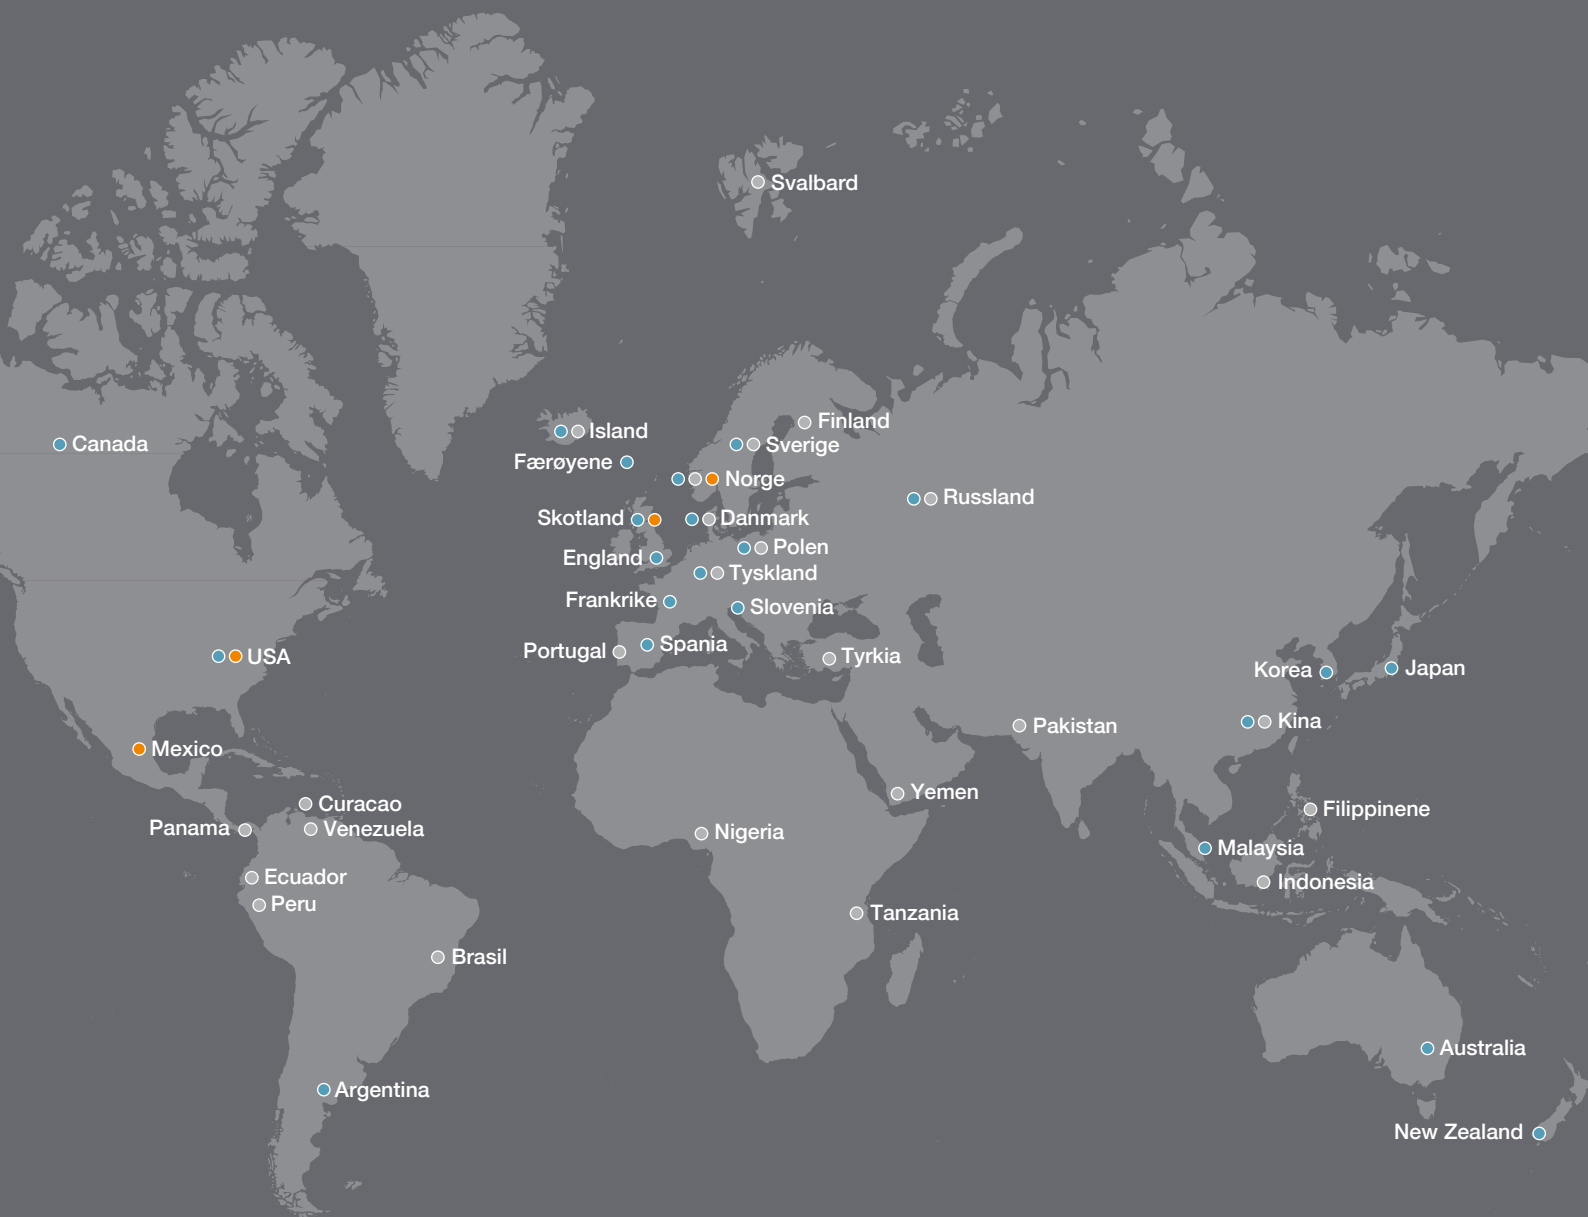 Svalbard
Finland
Island
Canada
Sverige
Færøyene
Norge
Russland
Skotland
Danmark
Polen
England
Tyskland
Frankrike
Slovenia
Spania
Portugal
Tyrkia
USA
Japan
Korea
Kina
Pakistan
Mexico
Yemen
Curacao
Filippinene
Panama
Venezuela
Nigeria
Malaysia
Ecuador
Indonesia
Peru
Tanzania
Brasil
Australia
Argentina
New Zealand